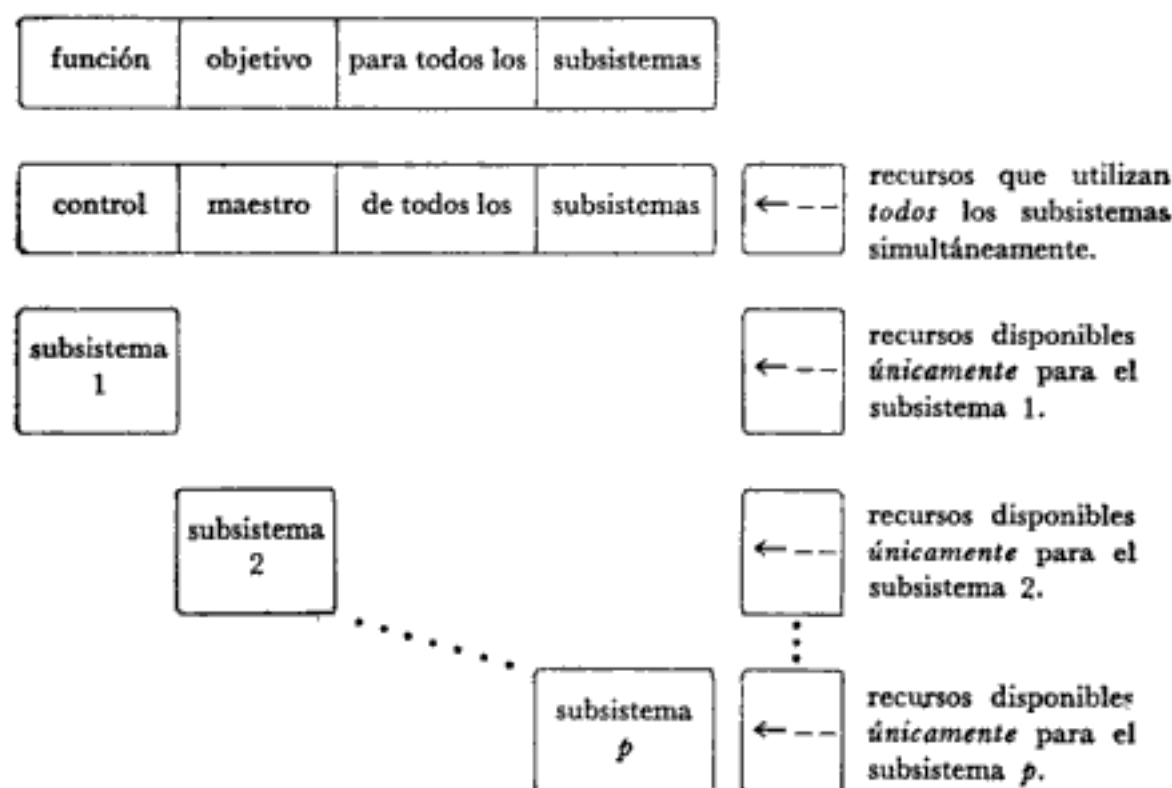 función objetivo para todos los subsistemas
control maestro de todos los subsistemas
recursos que utilizan
todos los subsistemas
simultáneamente.
subsistema
1
recursos disponibles
únicamente para el
subsistema 1.
subsistema
2
recursos disponibles
únicamente para el
subsistema 2.
subsistema
p
recursos disponibles
únicamente para el
subsistema p.